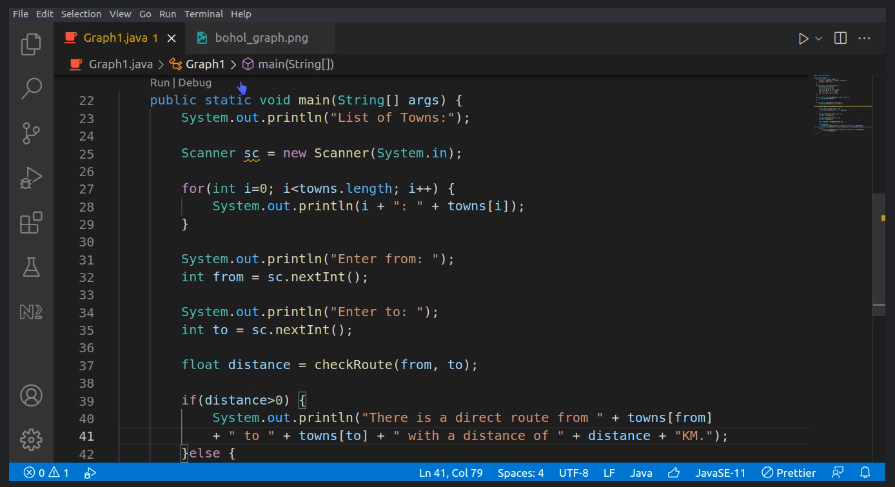 File Edit Selection View Go Run Terminal Help
Graph1.java 1 bohol_graph.png
Graph1.java > Graph1 > main(String[])
Run | Debug
22 public static void main(String[] args) {
23 System.out.println("List of Towns:");
24
25 Scanner sc = new Scanner(System.in);
26
27 for(int i=0; i<towns.length; i++) {
28 System.out.println(i + ": " + towns[i]);
29 }
30
31 System.out.println("Enter from: ");
32 int from = sc.nextInt();
33
34 System.out.println("Enter to: ");
35 int to = sc.nextInt();
36
37 float distance = checkRoute(from, to);
38
39 if(distance>0) {
40 System.out.println("There is a direct route from " + towns[from]
41 + " to " + towns[to] + " with a distance of " + distance + "KM.");
42 }else {
0 1 Ln 41, Col 79 Spaces: 4 UTF-8 LF Java JavaSE-11 Prettier